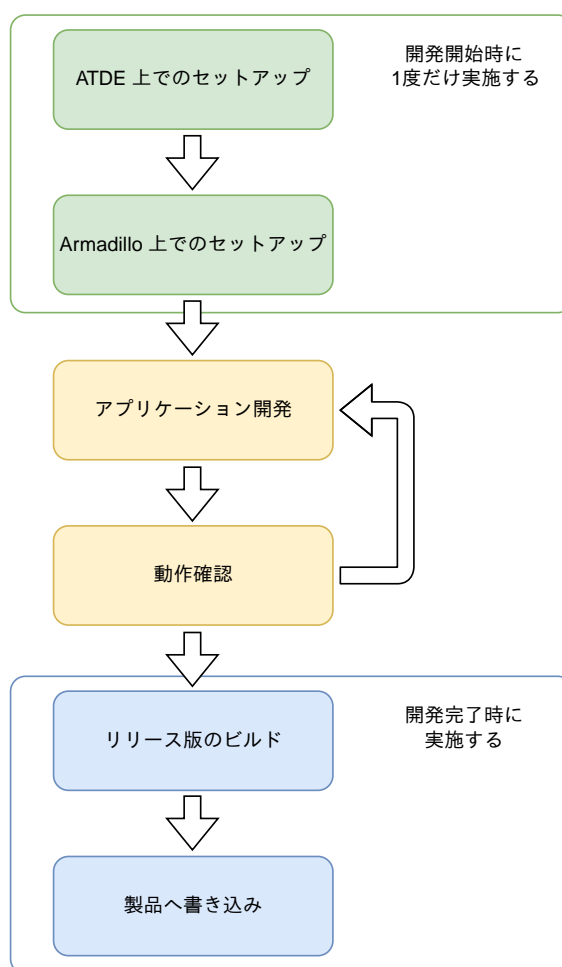 ATDE 上でのセットアップ
開発開始時に
1度だけ実施する
Armadillo 上でのセットアップ
アプリケーション開発
動作確認
リリース版のビルド
開発完了時に
実施する
製品へ書き込み